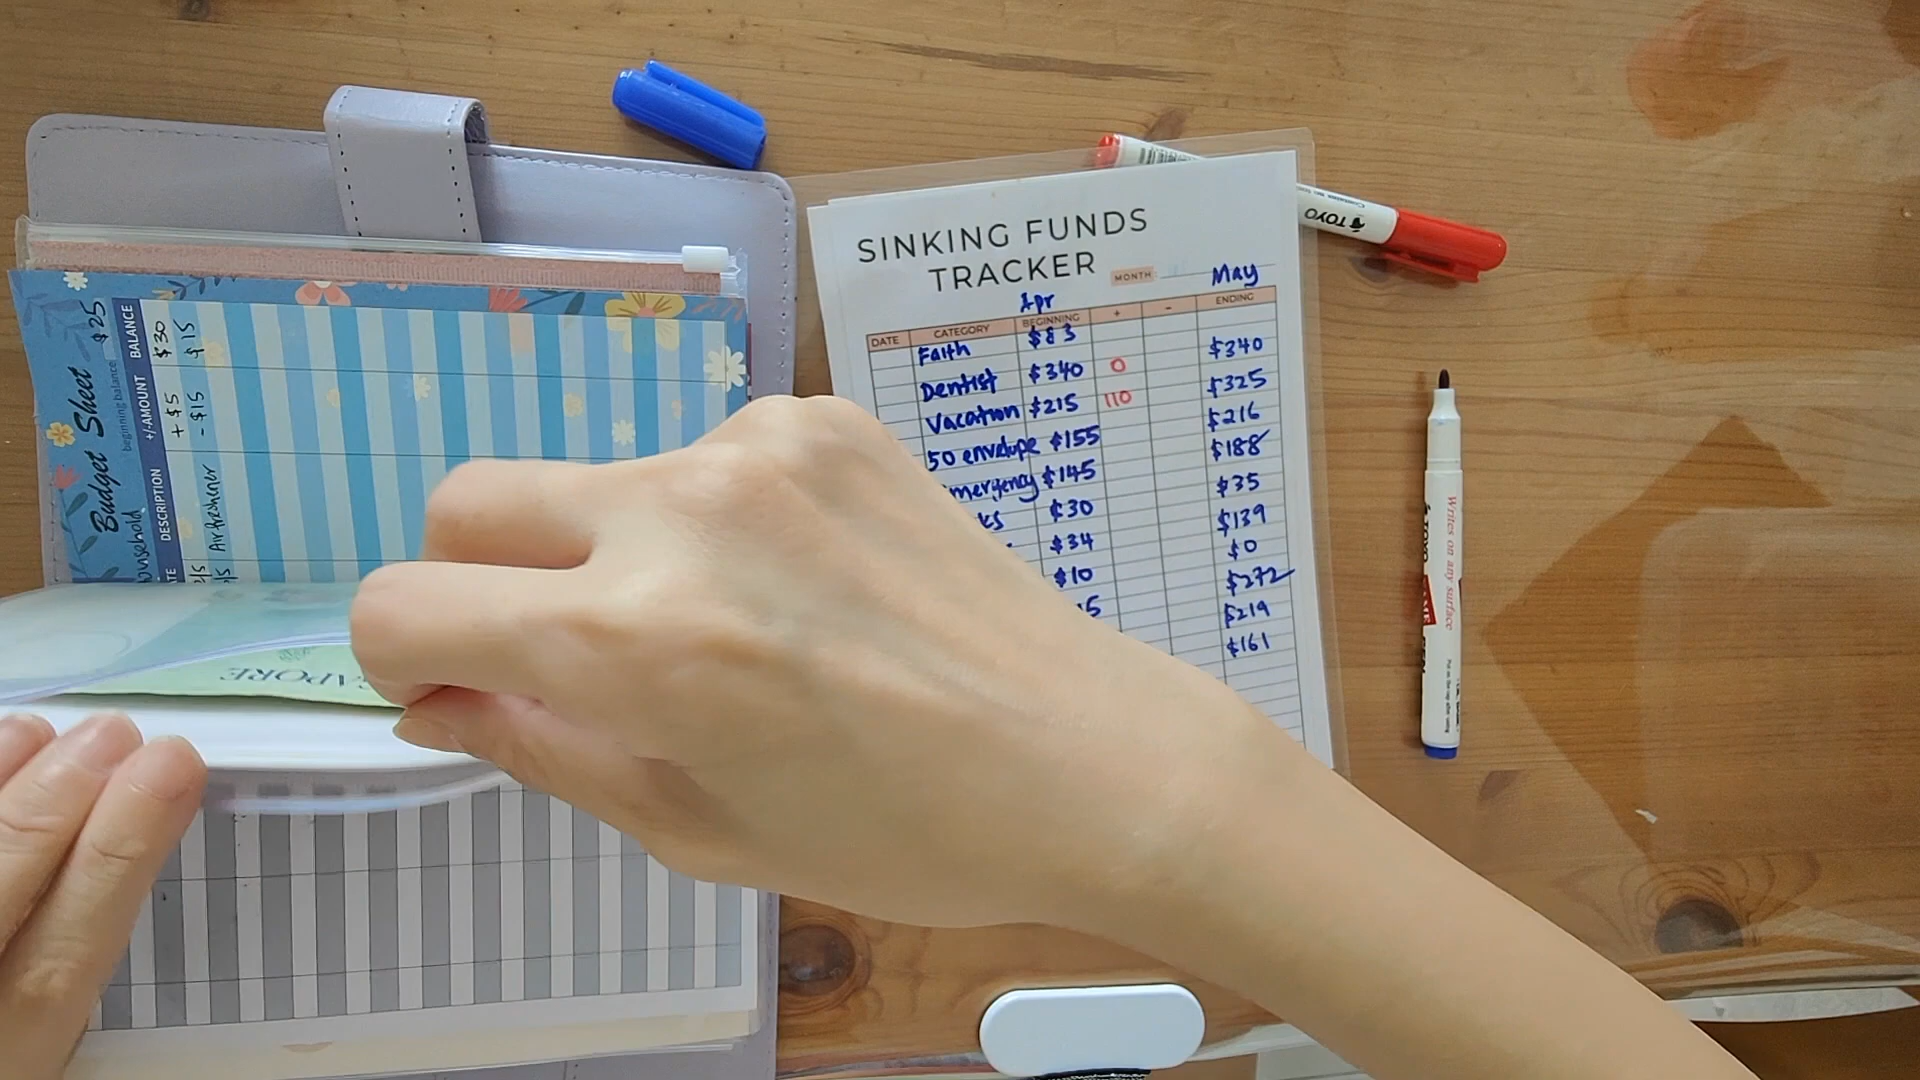 Budget Sheet
beginning balance $25
DESCRIPTION +/-AMOUNT BALANCE
+ $5 $30
Air freshener - $15 $15
SINKING FUNDS
TRACKER MONTH
Apr May
DATE CATEGORY BEGINNING + - ENDING
Faith $83
Dentist $340 0 $340
Vacation $215 110 $325
50 envelope $155 $216
$145 $188
$30 $35
$34 $139
$10 $0
$272
$219
$161
TOYO
Writes on any surface